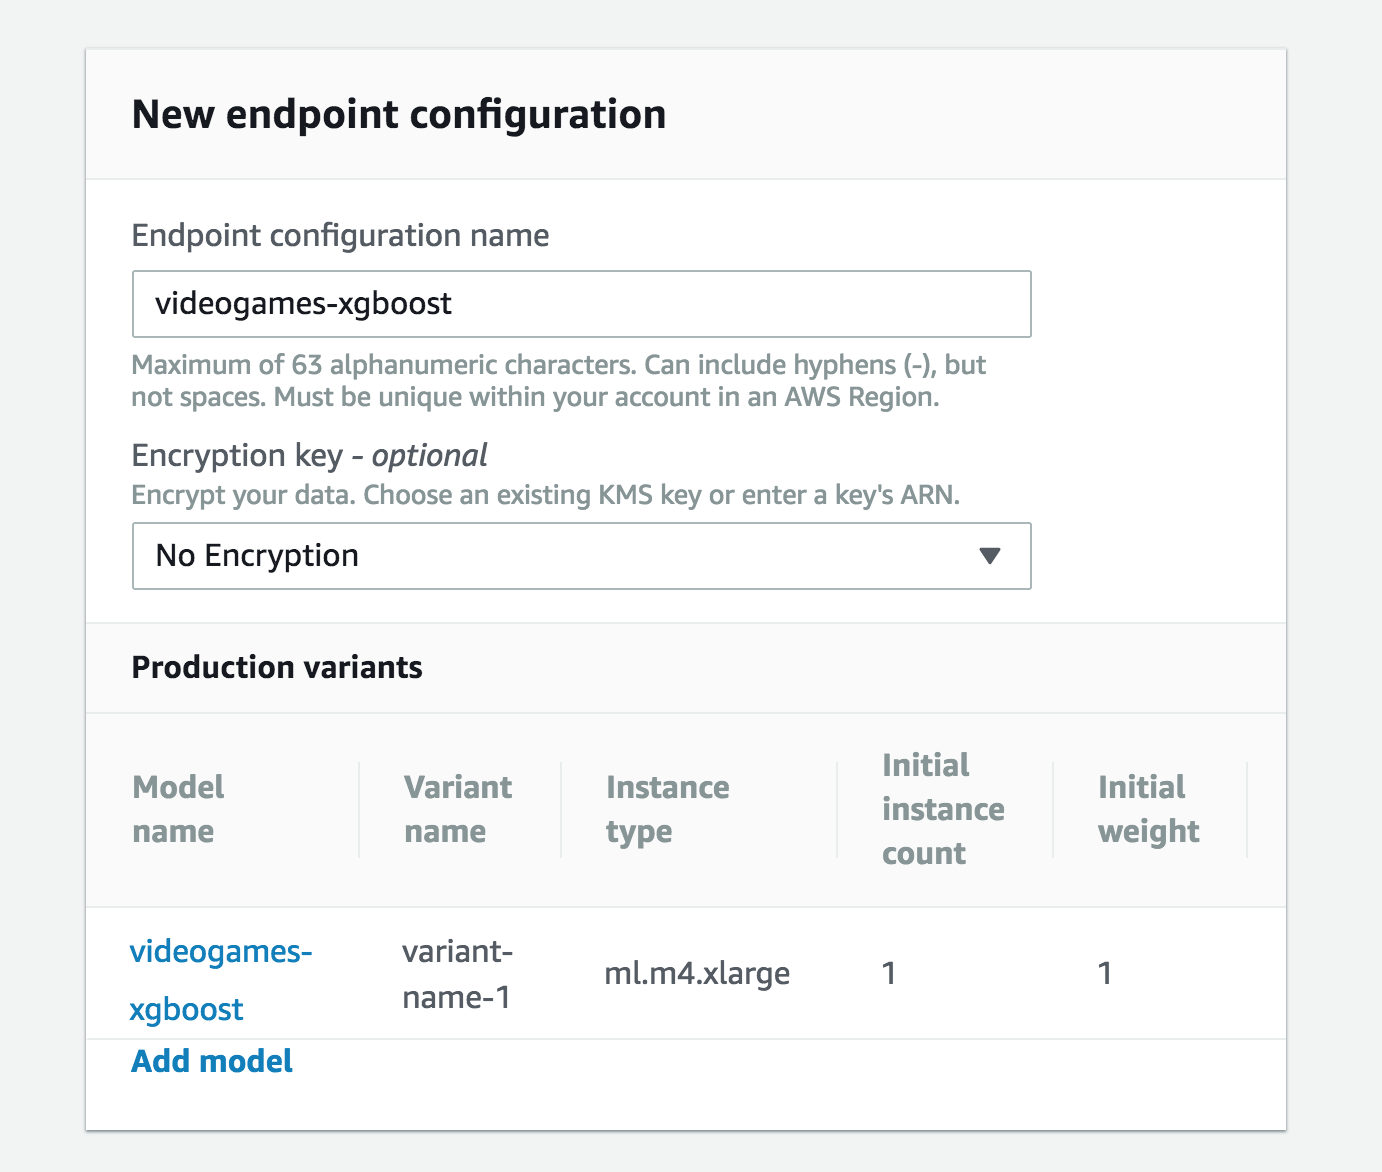 New endpoint configuration
Endpoint configuration name
videogames-xgboost
Maximum of 63 alphanumeric characters. Can include hyphens (-), but
not spaces. Must be unique within your account in an AWS Region.
Encryption key - optional
Encrypt your data. Choose an existing KMS key or enter a key's ARN.
No Encryption
Production variants
Model
name
Variant
name
Instance
type
Initial
instance
count
Initial
weight
videogames-
xgboost
variant-
name-1
ml.m4.xlarge
1
1
Add model